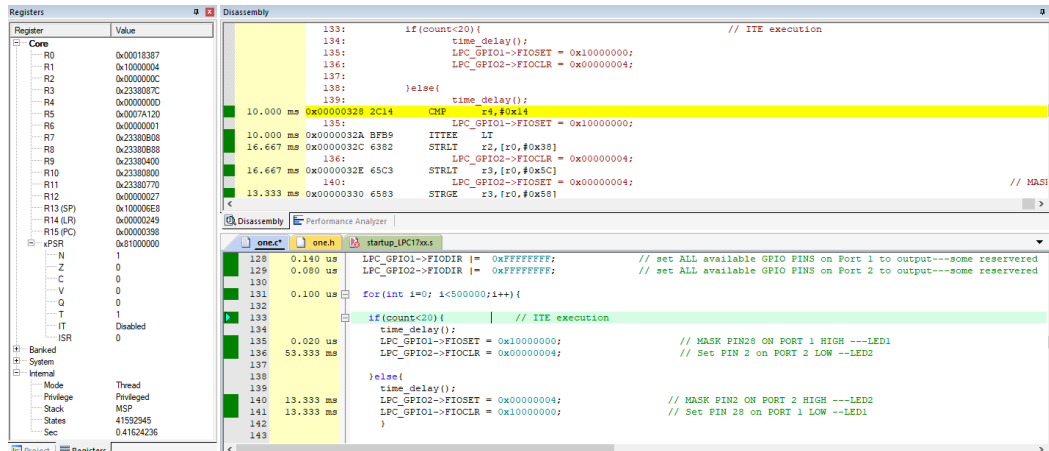 Registers
Register Value
Core
R0 0x00018387
R1 0x10000004
R2 0x0000000C
R3 0x2338087C
R4 0x0000000D
R5 0x0007A120
R6 0x00000001
R7 0x23380B08
R8 0x23380B88
R9 0x23380400
R10 0x23380800
R11 0x23380770
R12 0x00000027
R13 (SP) 0x100006E8
R14 (LR) 0x00000249
R15 (PC) 0x00000398
xPSR 0x81000000
N 1
Z 0
C 0
V 0
Q 0
T 1
IT Disabled
ISR 0
Banked
System
Internal
Mode Thread
Privilege Privileged
Stack MSP
States 41592945
Sec 0.41624236
Project Registers
Disassembly
133: if(count<20){ // ITE execution
134: time_delay();
135: LPC_GPIO1->FIOSET = 0x10000000;
136: LPC_GPIO2->FIOCLR = 0x00000004;
137:
138: }else{
139: time_delay();
10.000 ms 0x00000328 2C14 CMP r4,#0x14
135: LPC_GPIO1->FIOSET = 0x10000000;
10.000 ms 0x0000032A BFB9 ITTEE LT
16.667 ms 0x0000032C 6382 STRLT r2,[r0,#0x38]
136: LPC_GPIO2->FIOCLR = 0x00000004;
16.667 ms 0x0000032E 65C3 STRLT r3,[r0,#0x5C]
140: LPC_GPIO2->FIOSET = 0x00000004; // MASK
13.333 ms 0x00000330 6583 STRGE r3,[r0,#0x58]
Disassembly Performance Analyzer
one.c* one.h startup_LPC17xx.s
128 0.140 us LPC_GPIO1->FIODIR |= 0xFFFFFFFF; // set ALL available GPIO PINS on Port 1 to output---some reservered
129 0.080 us LPC_GPIO2->FIODIR |= 0xFFFFFFFF; // set ALL available GPIO PINS on Port 2 to output---some reservered
130
131 0.100 us for(int i=0; i<500000;i++){
132
133 if(count<20){ // ITE execution
134 time_delay();
135 0.020 us LPC_GPIO1->FIOSET = 0x10000000; // MASK PIN28 ON PORT 1 HIGH ---LED1
136 53.333 ms LPC_GPIO2->FIOCLR = 0x00000004; // Set PIN 2 on PORT 2 LOW --LED2
137
138 }else{
139 time_delay();
140 13.333 ms LPC_GPIO2->FIOSET = 0x00000004; // MASK PIN2 ON PORT 2 HIGH ---LED2
141 13.333 ms LPC_GPIO1->FIOCLR = 0x10000000; // Set PIN 28 on PORT 1 LOW --LED1
142 }
143